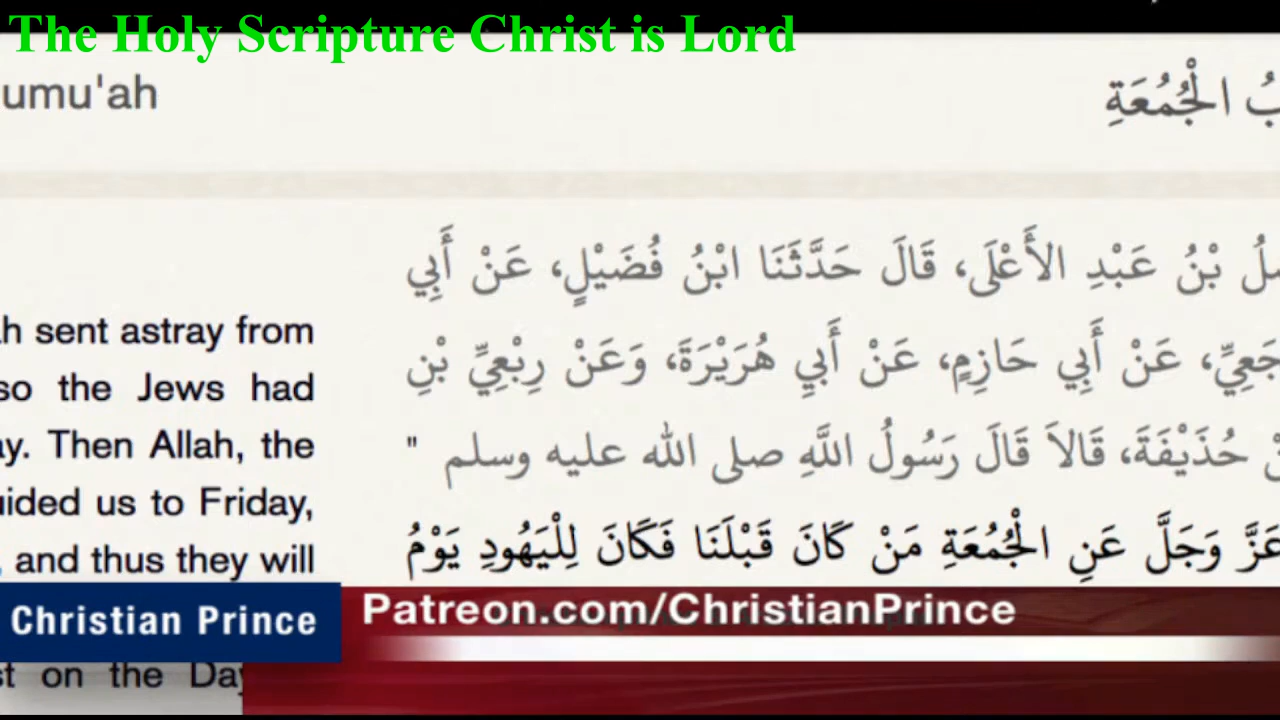 The Holy Scripture Christ is Lord
umu'ah
بُ الْجُمُعَةِ
صِلُ بْنُ عَبْدِ الأَعْلَى، قَالَ حَدَّثَنَا ابْنُ فُضَيْلٍ، عَنْ أَبِي
جَعِيِّ، عَنْ أَبِي حَازِمٍ، عَنْ أَبِي هُرَيْرَةَ، وَعَنْ رِبْعِيِّ بْنِ
نْ حُذَيْفَةَ، قَالاَ قَالَ رَسُولُ اللَّهِ صلى الله عليه وسلم "
عَزَّ وَجَلَّ عَنِ الْجُمُعَةِ مَنْ كَانَ قَبْلَنَا فَكَانَ لِلْيَهُودِ يَوْمُ
ah sent astray from
so the Jews had
ay. Then Allah, the
uided us to Friday,
, and thus they will
st on the Day
Christian Prince
Patreon.com/ChristianPrince